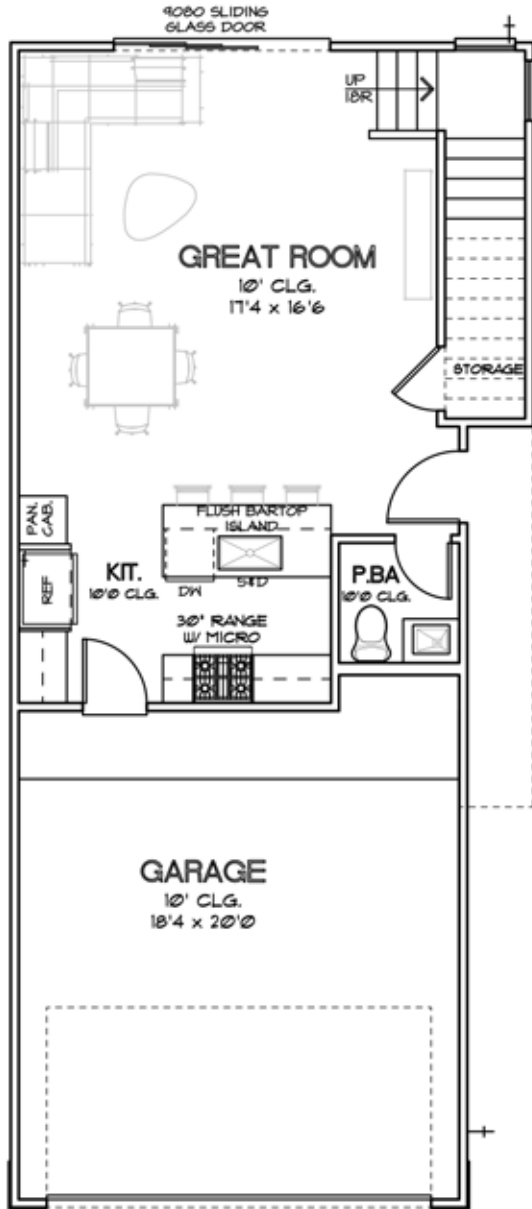 9080 SLIDING
GLASS DOOR
UP
18R
GREAT ROOM
10' CLG.
17'4 x 16'6
STORAGE
PAN.
CAB.
FLUSH BARTOP
ISLAND
KIT.
10'0 CLG.
REF
DW
P.BA
10'0 CLG.
30" RANGE
W/ MICRO
GARAGE
10' CLG.
18'4 x 20'0